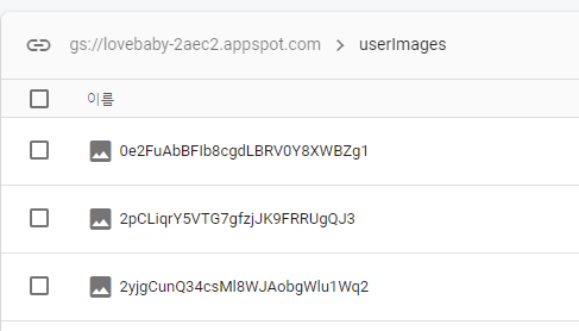 gs://lovebaby-2aec2.appspot.com > userImages
이름
0e2FuAbBFIb8cgdLBRV0Y8XWBZg1
2pCLiqrY5VTG7gfzjJK9FRRUgQJ3
2yjgCunQ34csMl8WJAobgWlu1Wq2